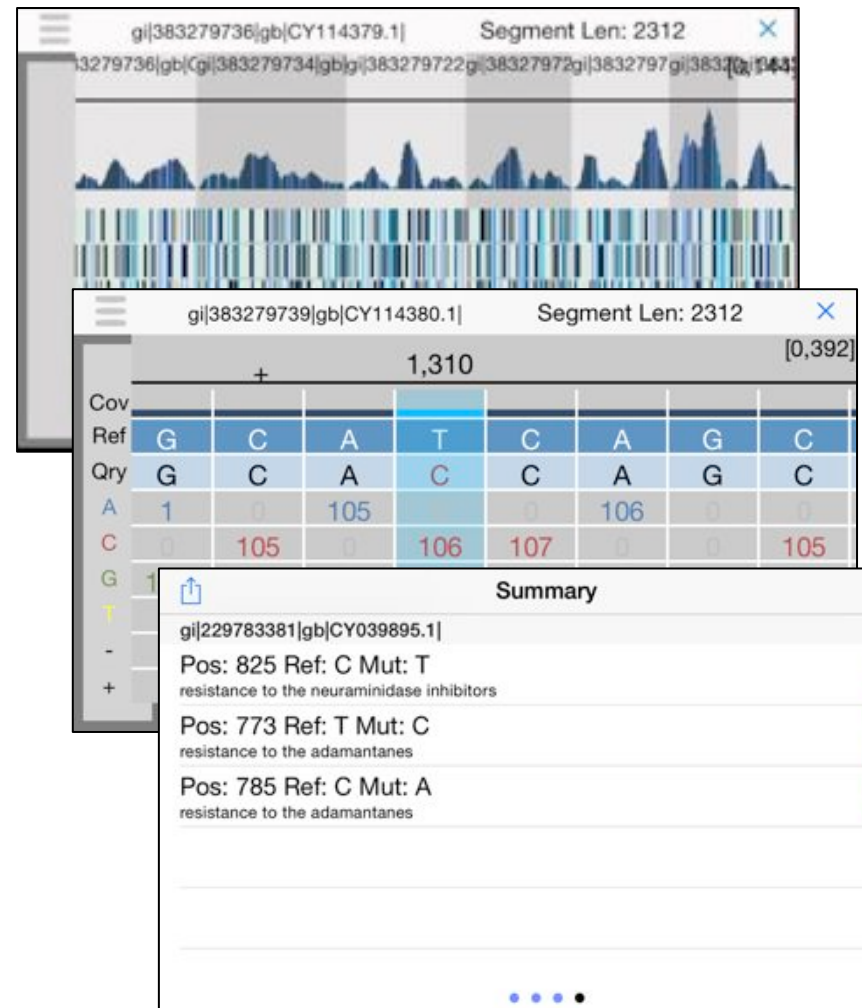 gi|383279736|gb|CY114379.1| Segment Len: 2312 ×
[0,144]
gi|383279739|gb|CY114380.1| Segment Len: 2312 ×
+ 1,310 [0,392]
Cov
Ref G C A T C A G C
Qry G C A C C A G C
A 1 0 105 106 0 0
C 0 105 0 106 107 0 0 105
G
T
-
+
Summary
gi|229783381|gb|CY039895.1|
Pos: 825 Ref: C Mut: T
resistance to the neuraminidase inhibitors
Pos: 773 Ref: T Mut: C
resistance to the adamantanes
Pos: 785 Ref: C Mut: A
resistance to the adamantanes